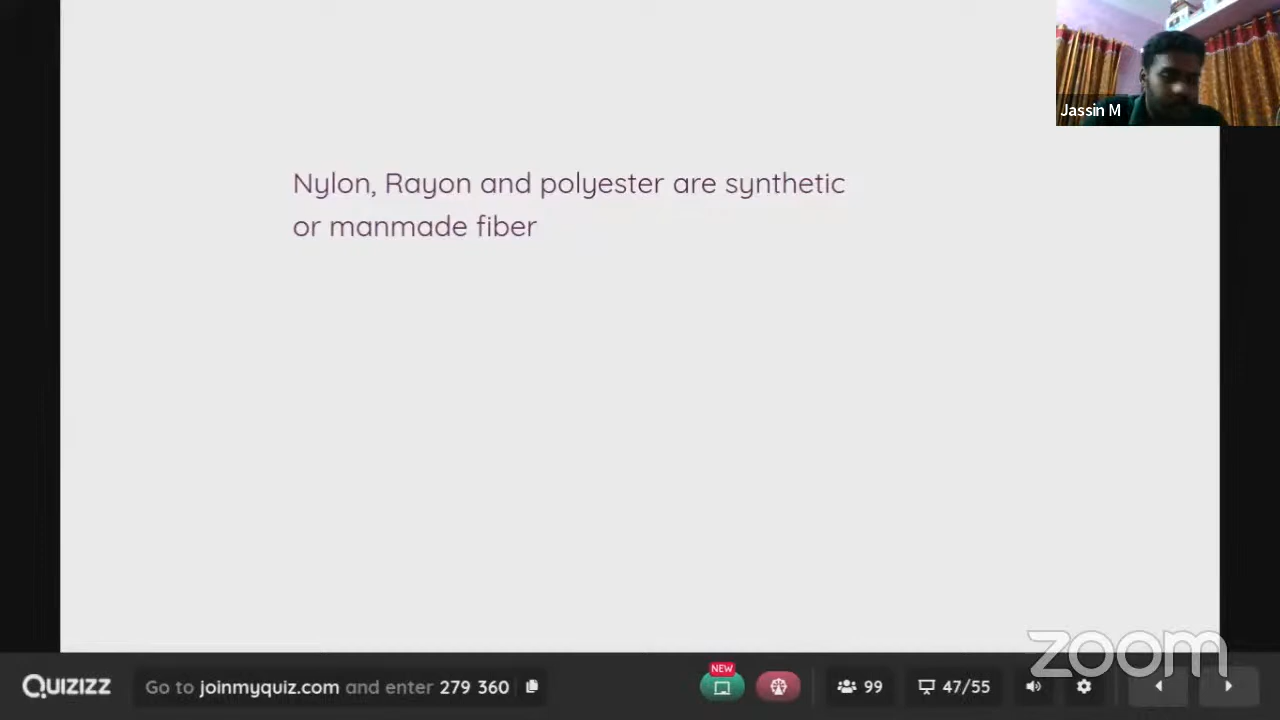 Jassin M
Nylon, Rayon and polyester are synthetic
or manmade fiber
zoom
QUIZIZZ
Go to joinmyquiz.com and enter 279 360
NEW
99
47/55